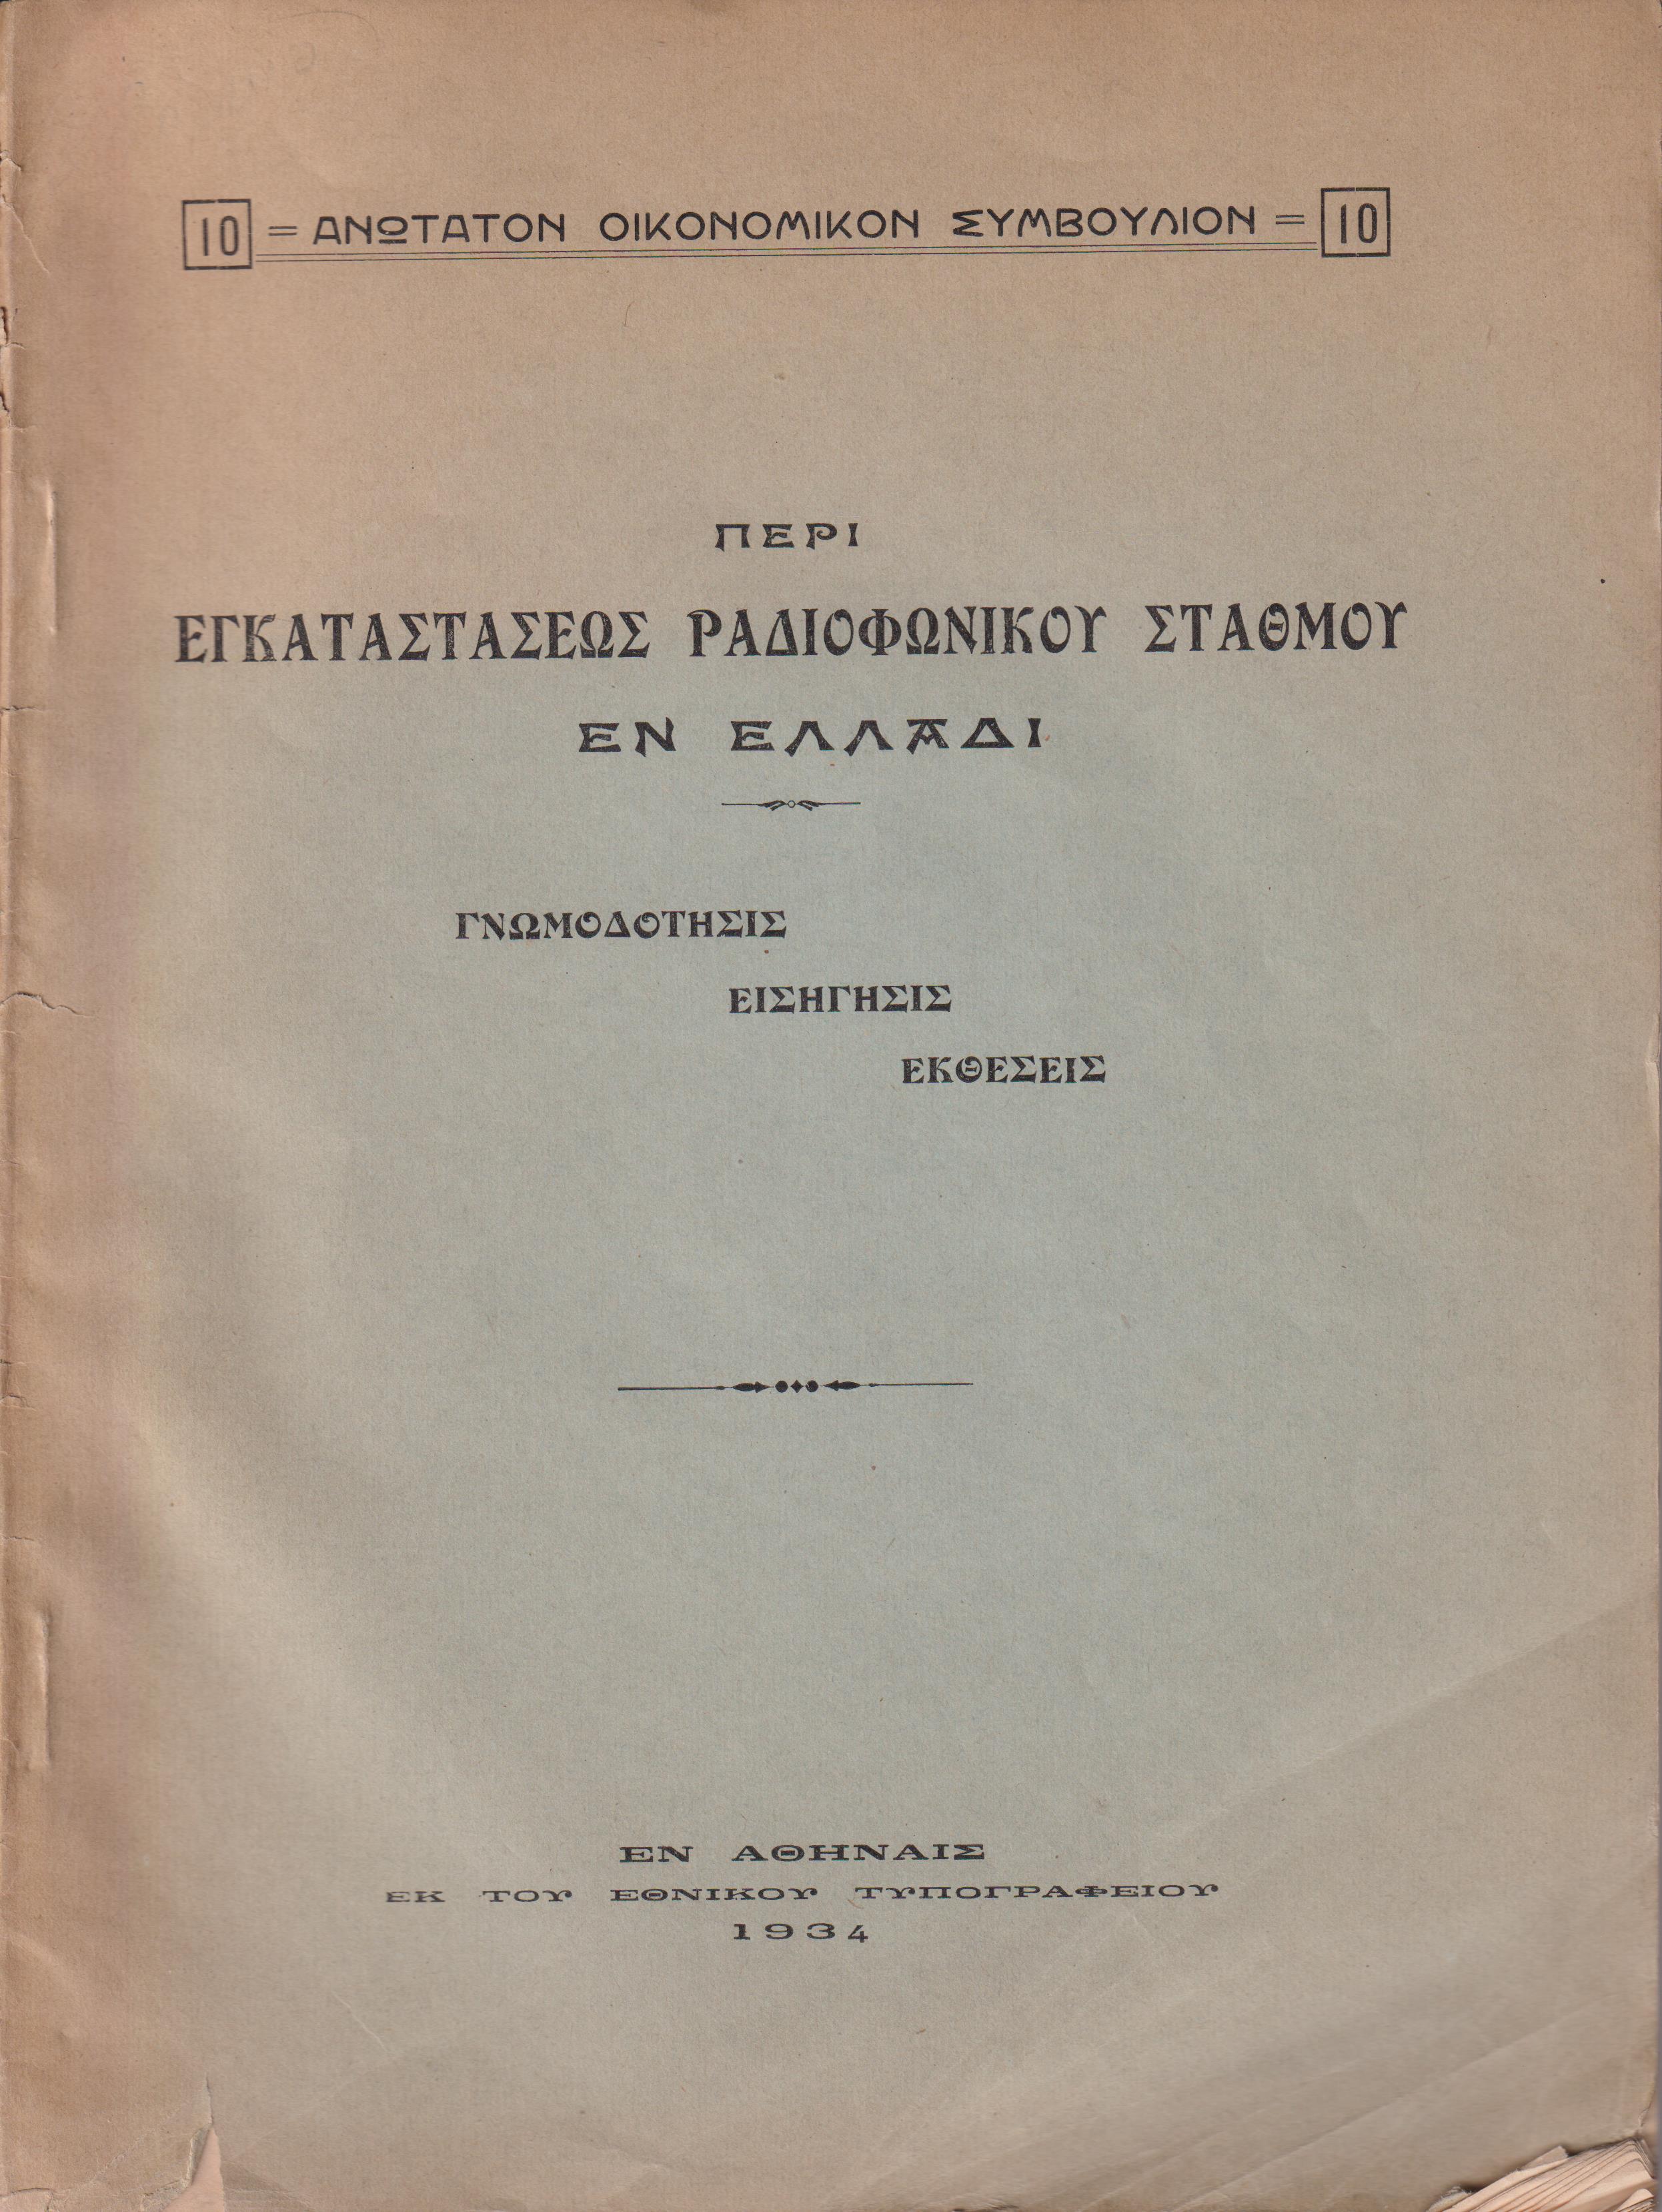 10 = ΑΝΩΤΑΤΟΝ ΟΙΚΟΝΟΜΙΚΟΝ ΣΥΜΒΟΥΛΙΟΝ = 10
ΠΕΡΙ
ΕΓΚΑΤΑΣΤΑΣΕΩΣ ΡΑΔΙΟΦΩΝΙΚΟΥ ΣΤΑΘΜΟΥ
ΕΝ ΕΛΛΑΔΙ
ΓΝΩΜΟΔΟΤΗΣΙΣ
ΕΙΣΗΓΗΣΙΣ
ΕΚΘΕΣΕΙΣ
ΕΝ ΑΘΗΝΑΙΣ
ΕΚ ΤΟΥ ΕΘΝΙΚΟΥ ΤΥΠΟΓΡΑΦΕΙΟΥ
1934